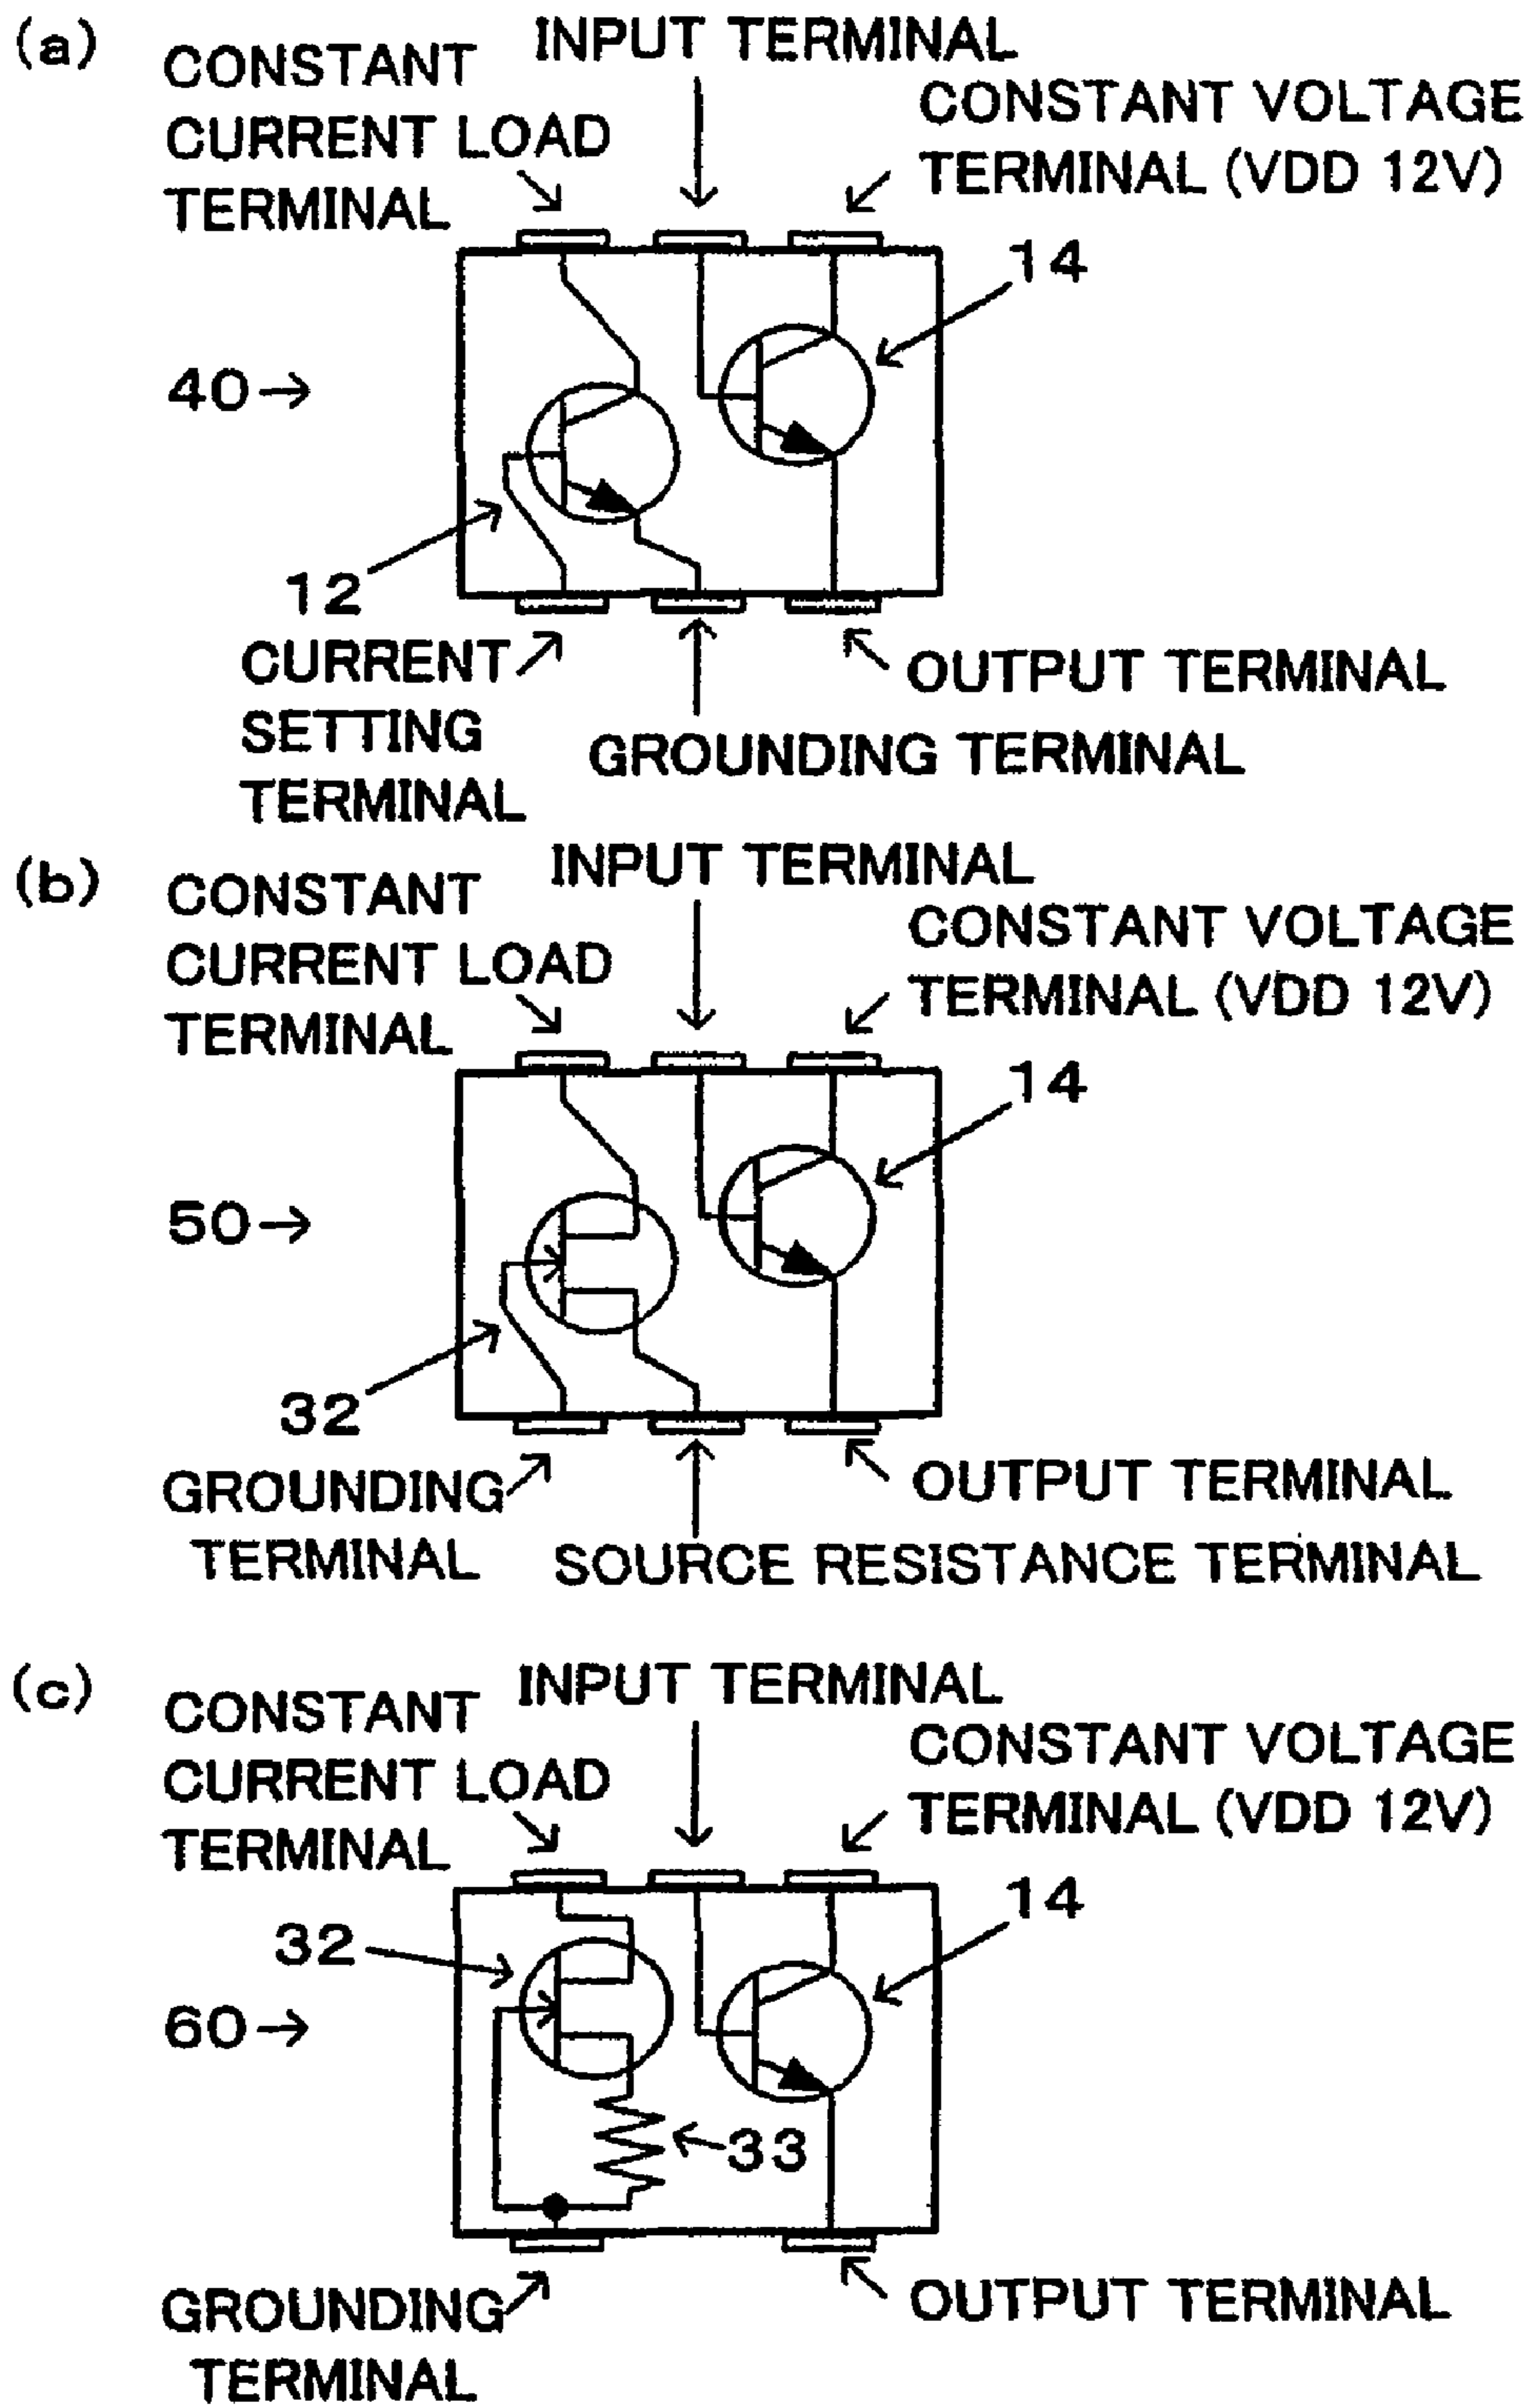 (a)
CONSTANT
CURRENT LOAD
TERMINAL
INPUT TERMINAL
CONSTANT VOLTAGE
TERMINAL (VDD 12V)
14
40
12
CURRENT
SETTING
TERMINAL
GROUNDING TERMINAL
OUTPUT TERMINAL
(b)
CONSTANT
CURRENT LOAD
TERMINAL
INPUT TERMINAL
CONSTANT VOLTAGE
TERMINAL (VDD 12V)
14
50
32
GROUNDING
TERMINAL
OUTPUT TERMINAL
SOURCE RESISTANCE TERMINAL
(c)
CONSTANT
CURRENT LOAD
TERMINAL
INPUT TERMINAL
CONSTANT VOLTAGE
TERMINAL (VDD 12V)
14
32
60
33
GROUNDING
TERMINAL
OUTPUT TERMINAL